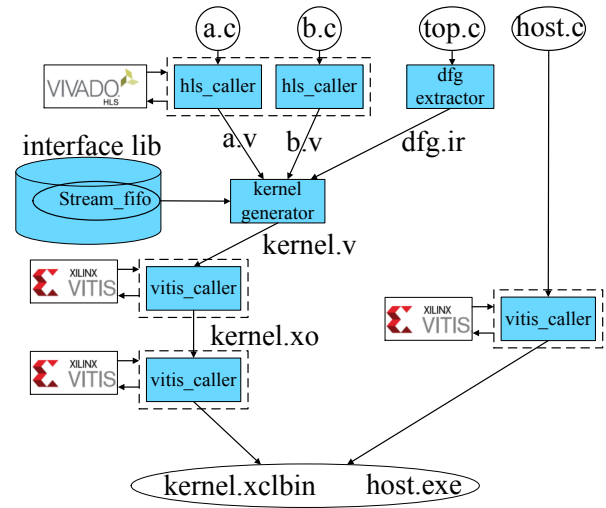 a.c b.c top.c host.c
VIVADO HLS
hls_caller hls_caller
dfg
extractor
a.v b.v dfg.ir
interface lib
Stream_fifo
kernel
generator
kernel.v
XILINX
VITIS
vitis_caller
kernel.xo
XILINX
VITIS
vitis_caller
XILINX
VITIS
vitis_caller
kernel.xclbin host.exe